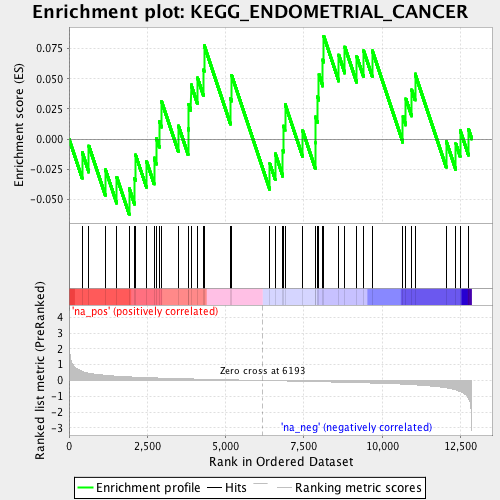 Enrichment plot: KEGG_ENDOMETRIAL_CANCER
Enrichment score (ES)
0.075
0.050
0.025
0.000
-0.025
-0.050
'na_pos' (positively correlated)
Ranked list metric (PreRanked)
4
3
2
1
0
-1
-2
-3
Zero cross at 6193
'na_neg' (negatively correlated)
0
2,500
5,000
7,500
10,000
12,500
Rank in Ordered Dataset
Enrichment profile
Hits
Ranking metric scores